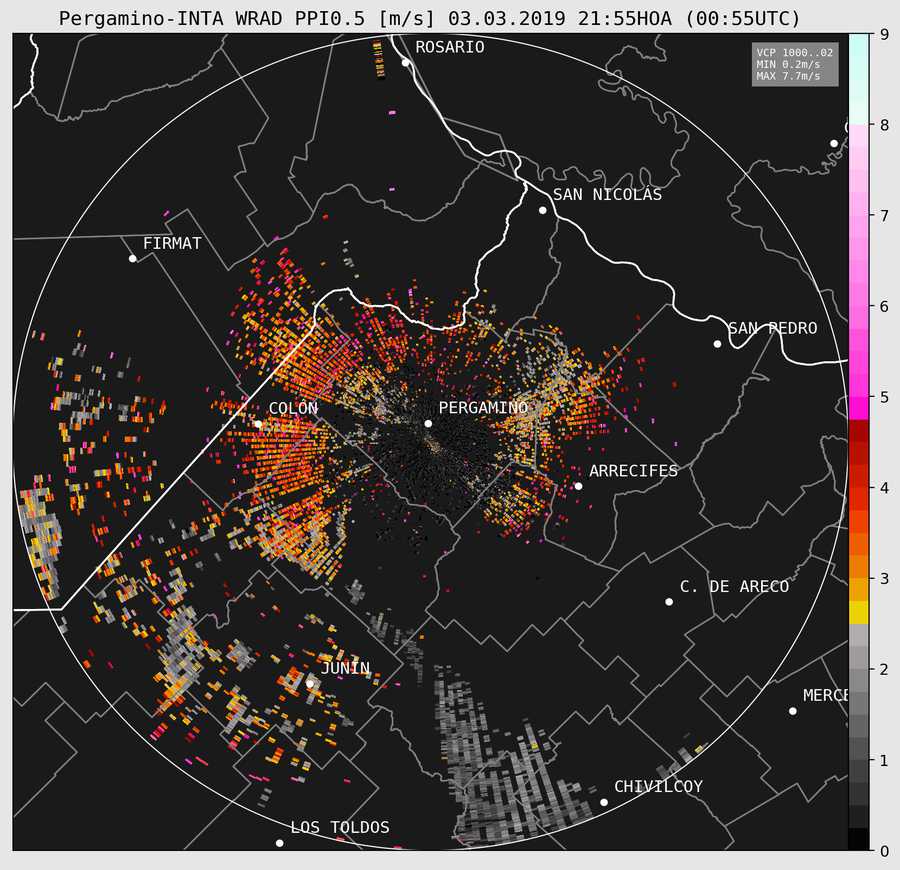 Pergamino-INTA WRAD PPI0.5 [m/s] 03.03.2019 21:55HOA (00:55UTC)
VCP 1000..02
MIN 0.2m/s
MAX 7.7m/s
ROSARIO
SAN NICOLÁS
FIRMAT
SAN PEDRO
COLÓN
PERGAMINO
ARRECIFES
C. DE ARECO
JUNÍN
MERCE
CHIVILCOY
LOS TOLDOS
9
8
7
6
5
4
3
2
1
0